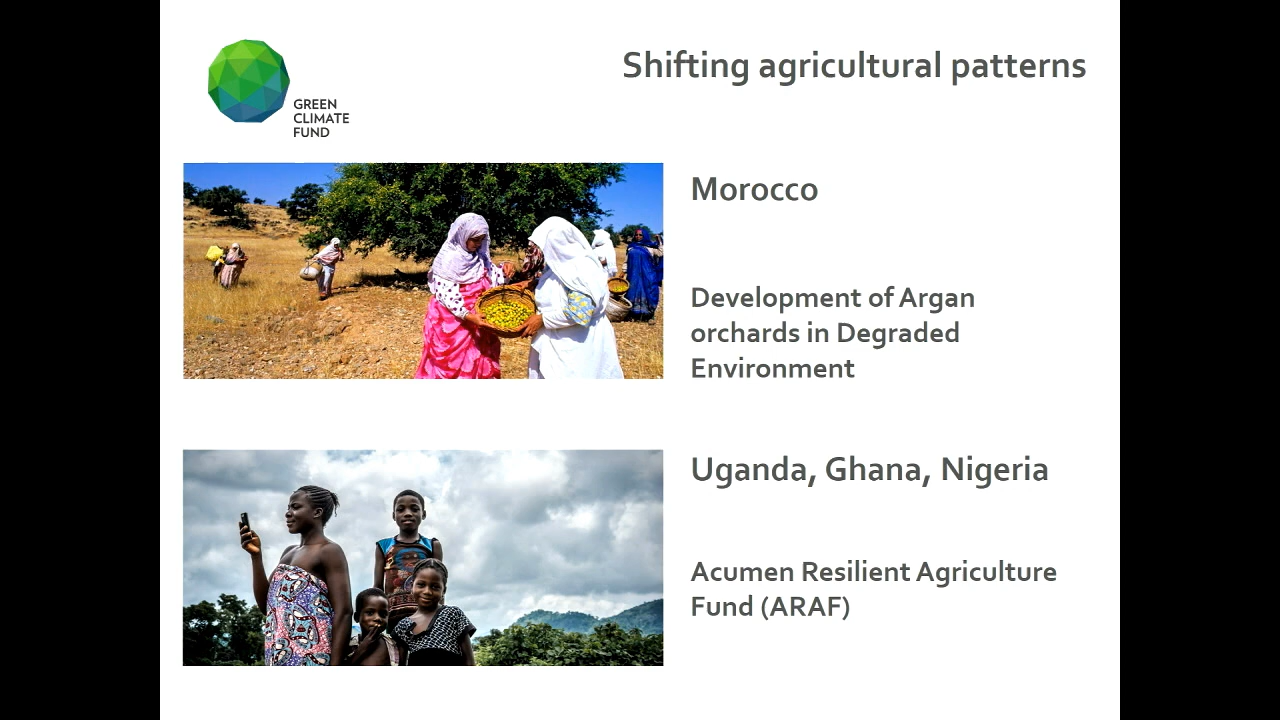 Shifting agricultural patterns
GREEN
CLIMATE
FUND
Morocco
Development of Argan
orchards in Degraded
Environment
Uganda, Ghana, Nigeria
Acumen Resilient Agriculture
Fund (ARAF)